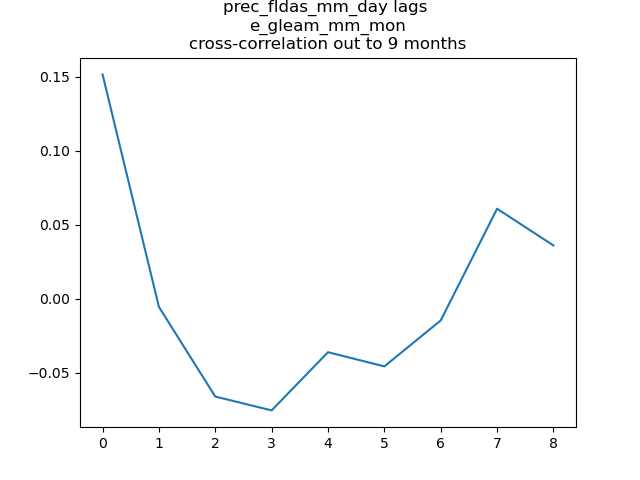 prec_fldas_mm_day lags
e_gleam_mm_mon
cross-correlation out to 9 months
0.15
0.10
0.05
0.00
−0.05
0 1 2 3 4 5 6 7 8